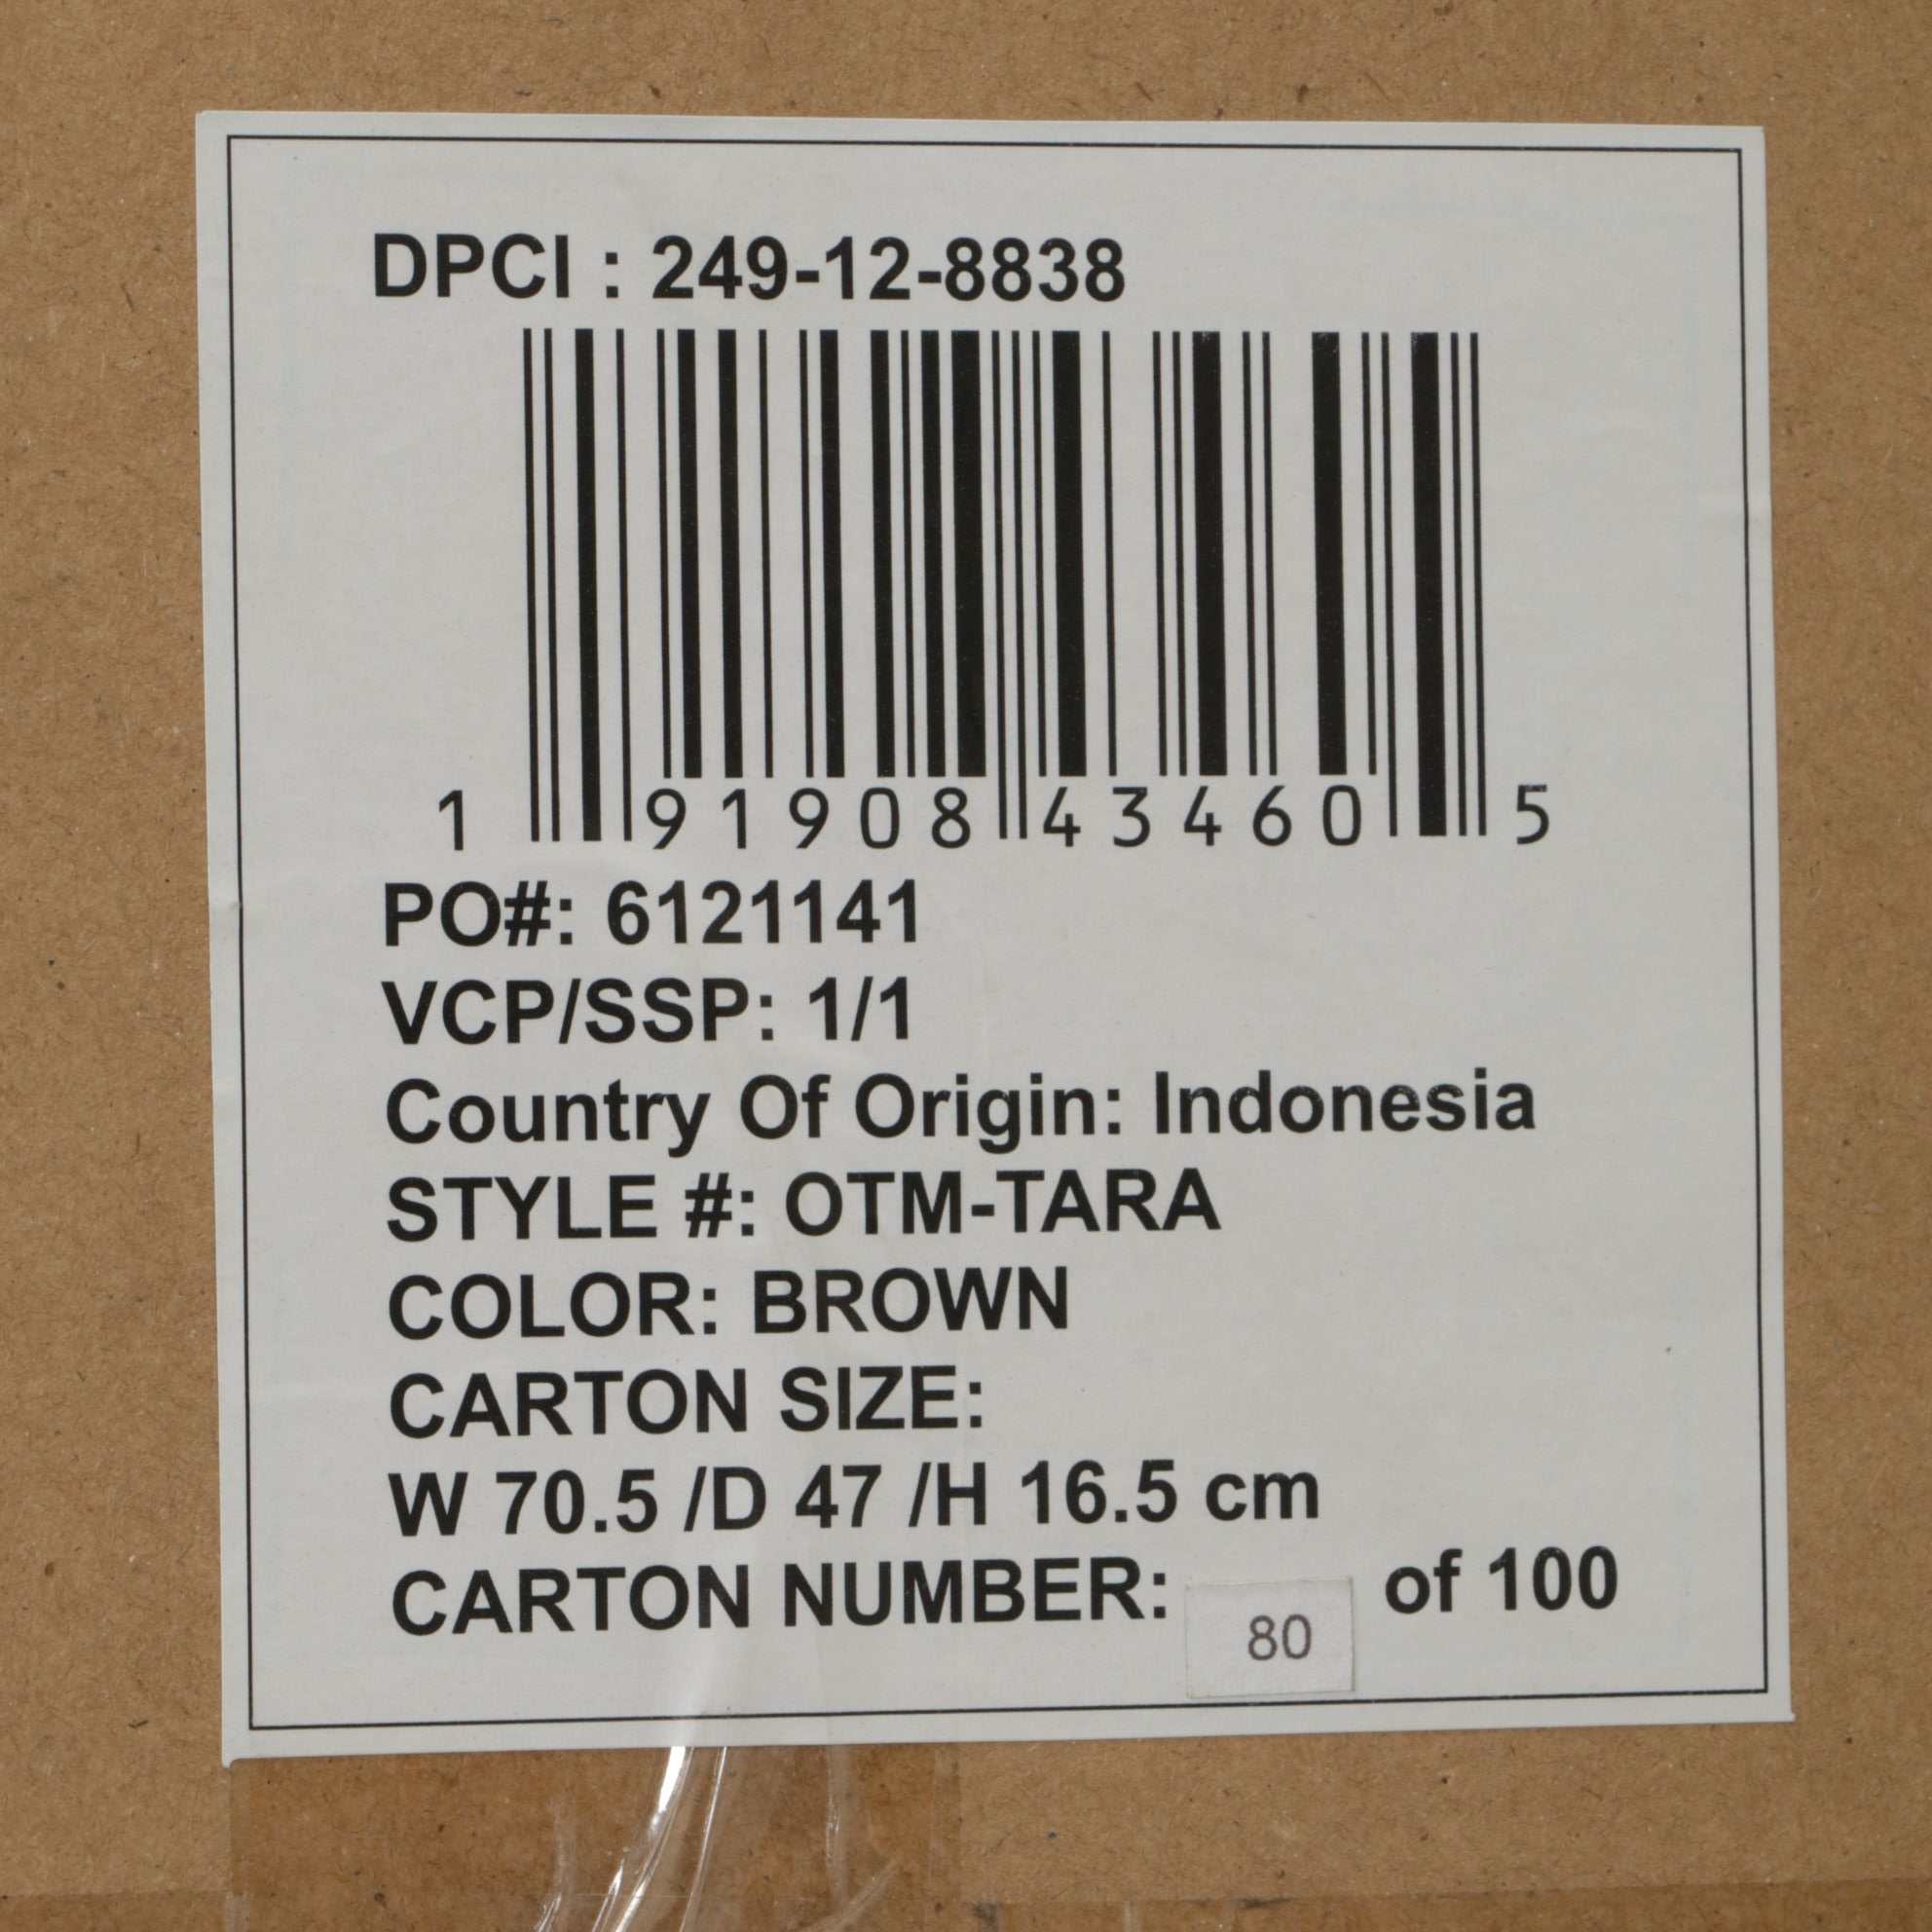 DPCI : 249-12-8838
1 91908 43460 5
PO#: 6121141
VCP/SSP: 1/1
Country Of Origin: Indonesia
STYLE #: OTM-TARA
COLOR: BROWN
CARTON SIZE:
W 70.5 /D 47 /H 16.5 cm
CARTON NUMBER: 80 of 100